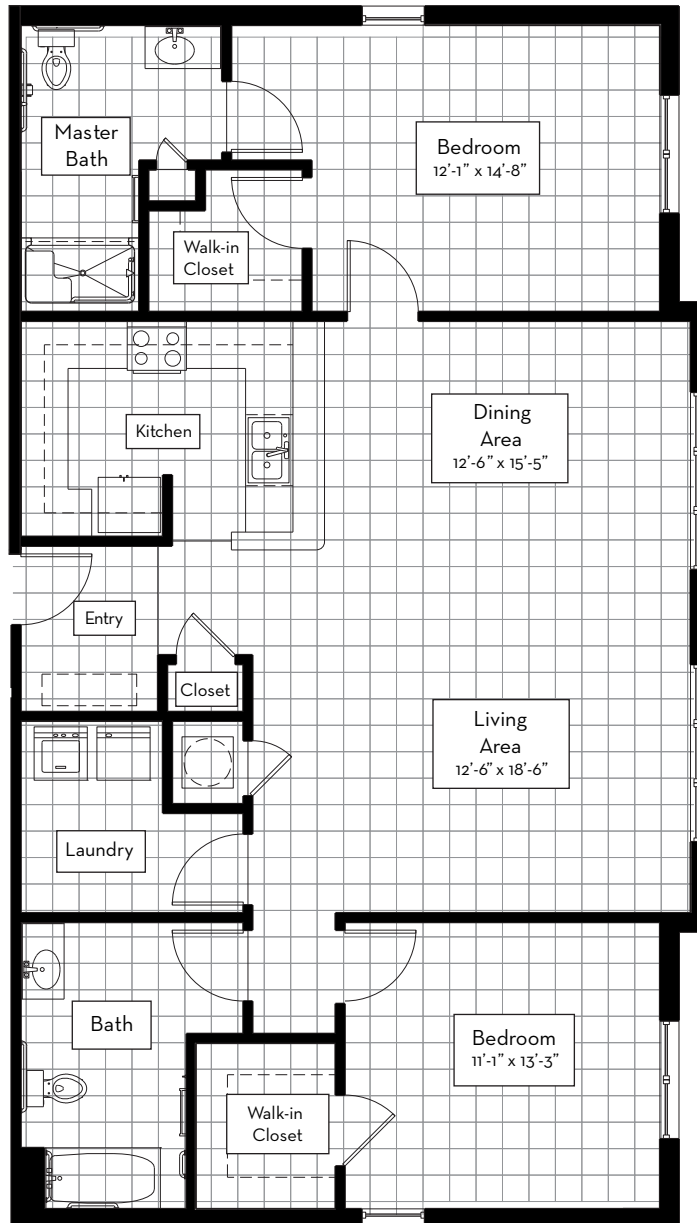 Master
Bath
Bedroom
12’-1” x 14’-8”
Walk-in
Closet
Kitchen
Dining
Area
12’-6” x 15’-5”
Entry
Closet
Living
Area
12’-6” x 18’-6”
Laundry
Bath
Bedroom
11’-1” x 13’-3”
Walk-in
Closet